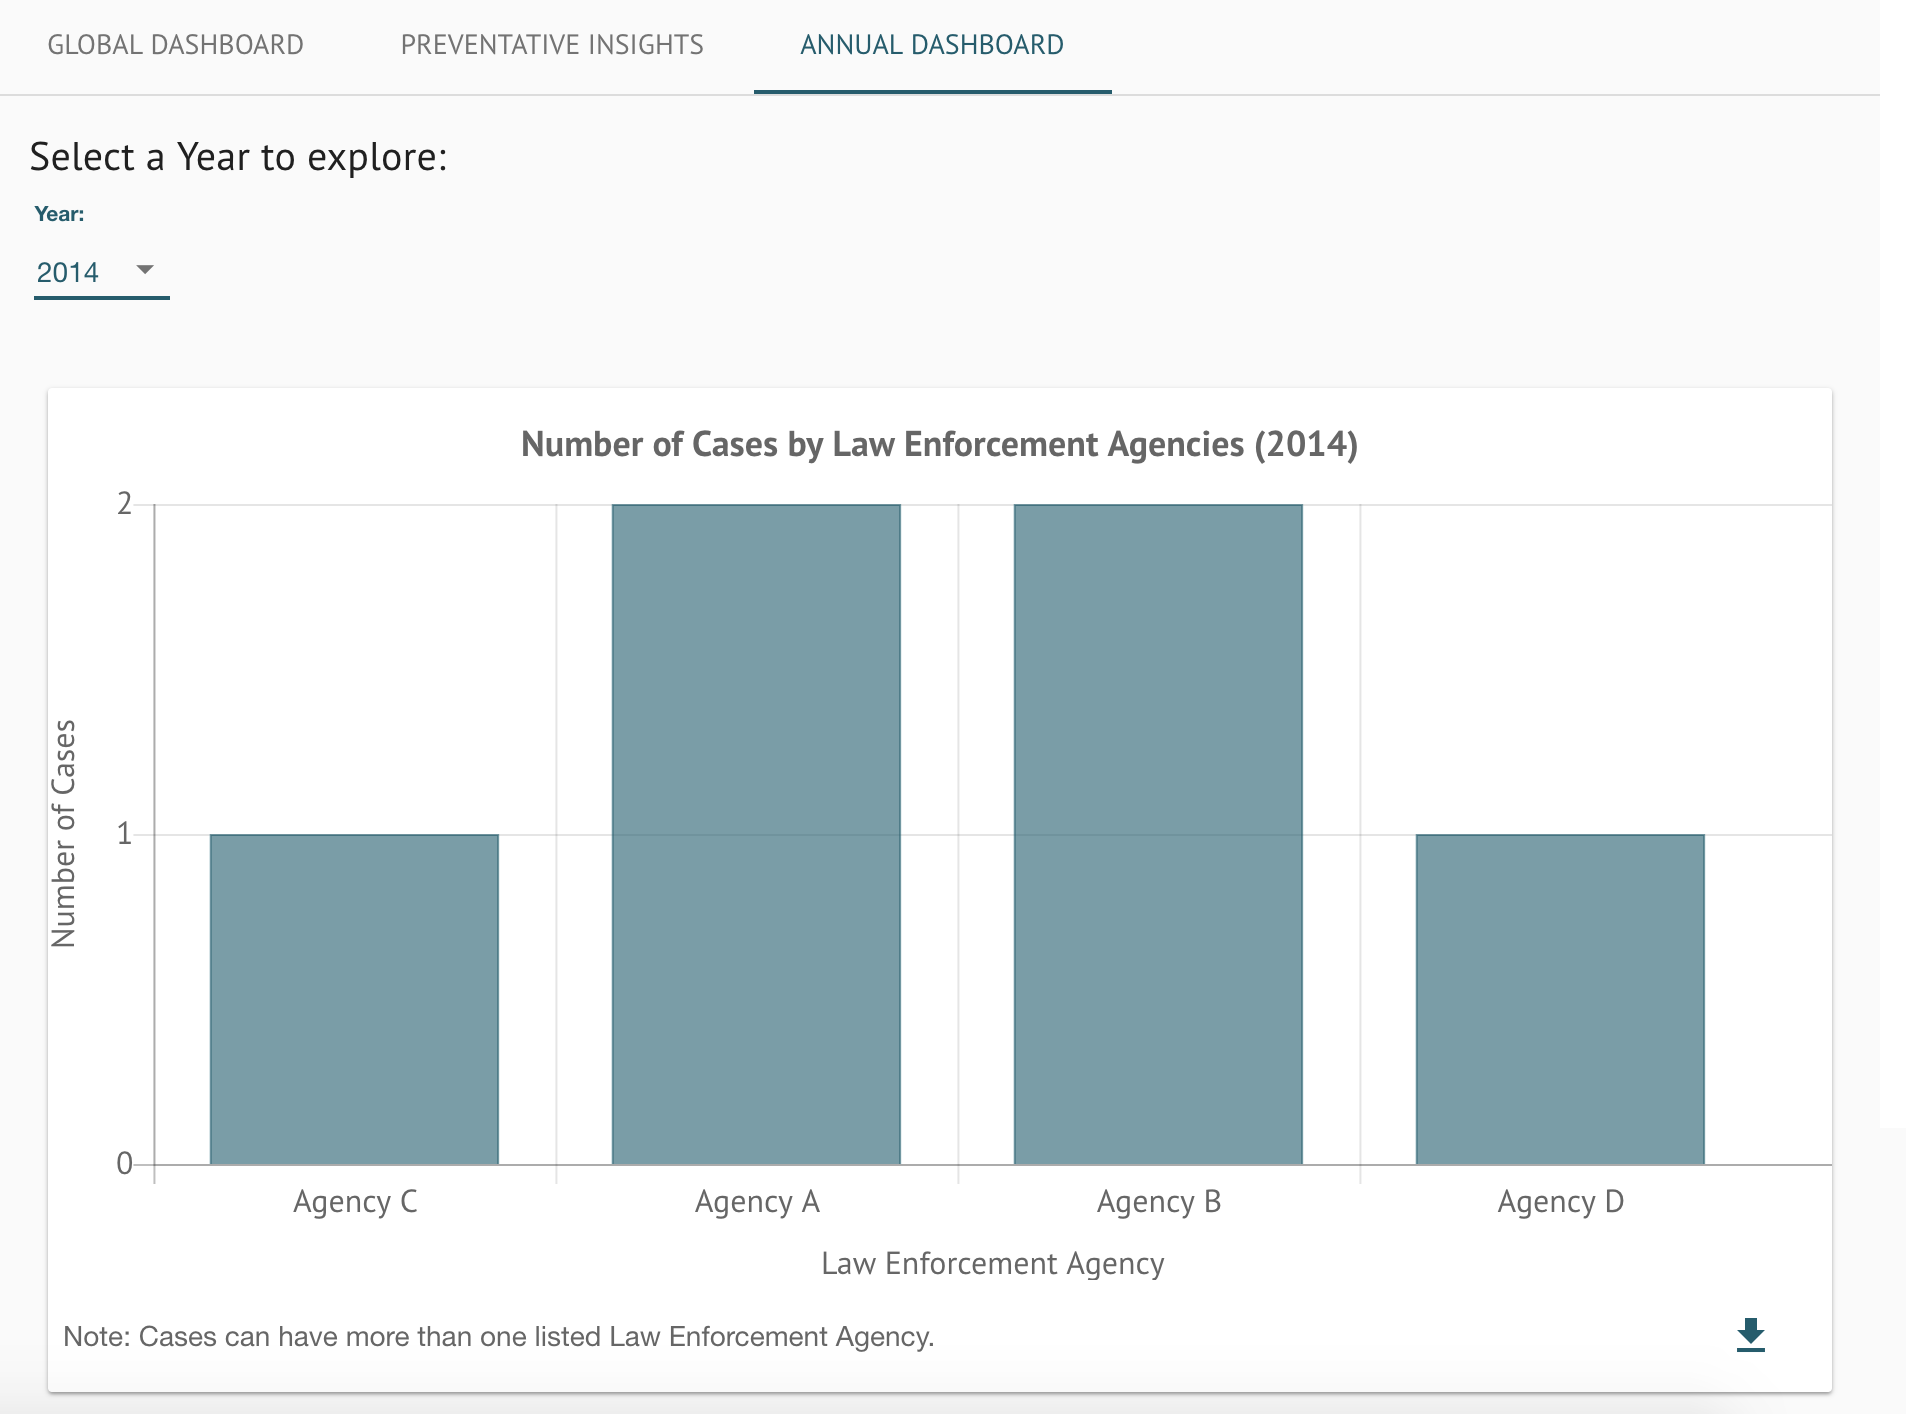 GLOBAL DASHBOARD PREVENTATIVE INSIGHTS ANNUAL DASHBOARD
Select a Year to explore:
Year:
2014
Number of Cases by Law Enforcement Agencies (2014)
2
1
0
Number of Cases
Agency C Agency A Agency B Agency D
Law Enforcement Agency
Note: Cases can have more than one listed Law Enforcement Agency.